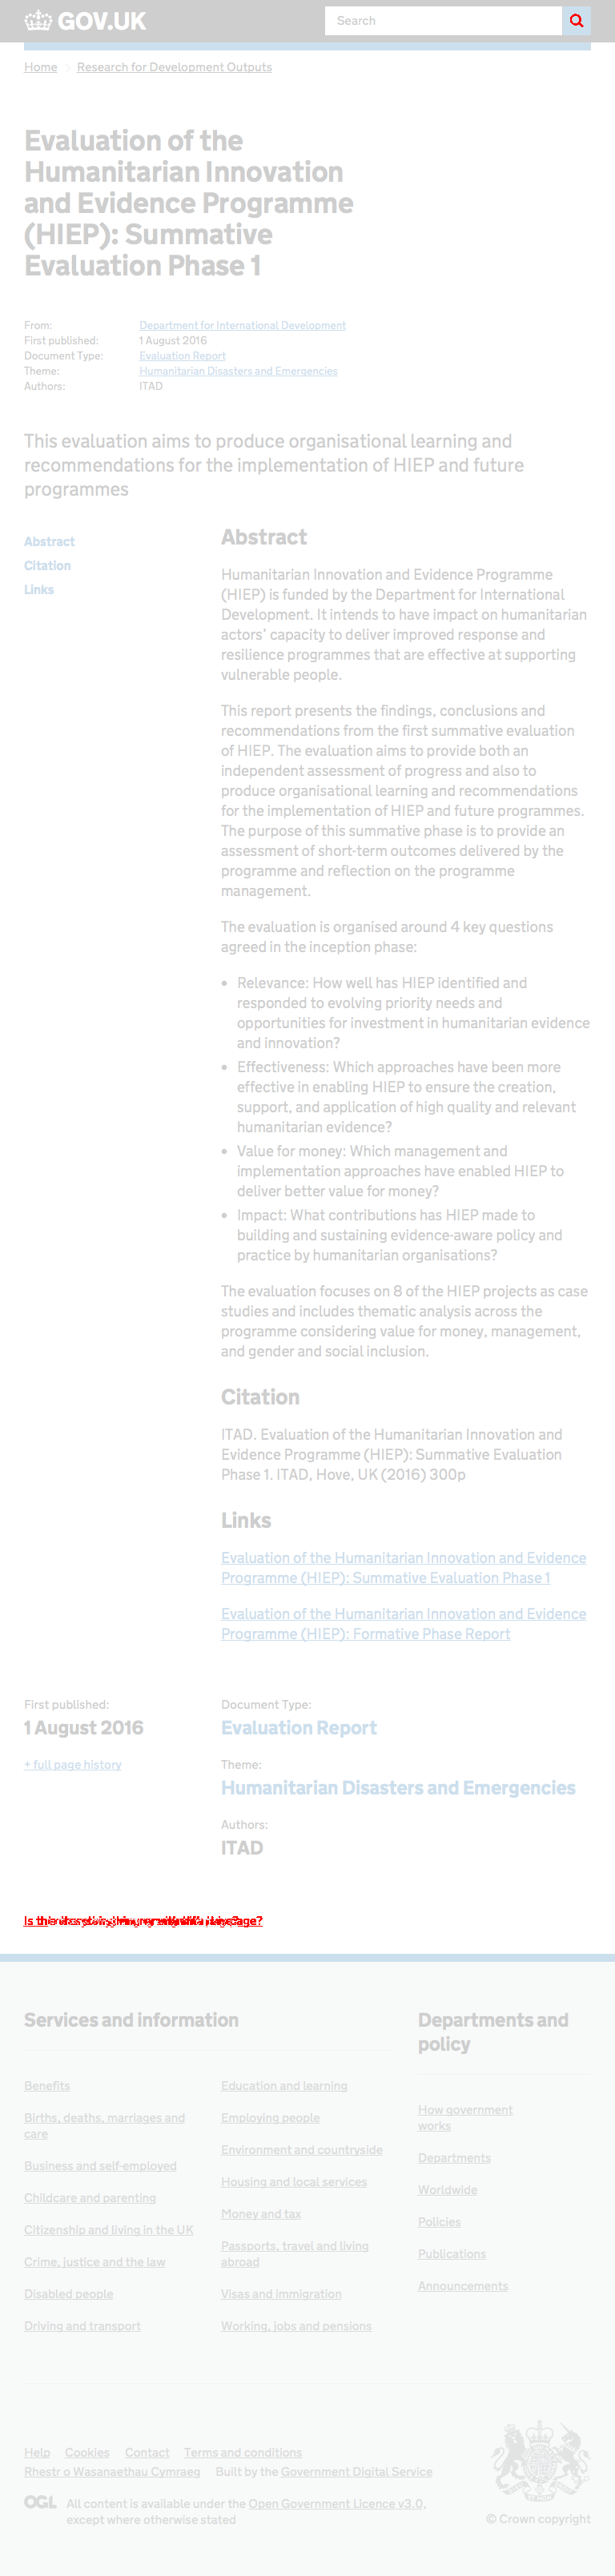 GOV.UK
Search
Home
Research for Development Outputs
Evaluation of the
Humanitarian Innovation
and Evidence Programme
(HIEP): Summative
Evaluation Phase 1
From: Department for International Development
First published: 1 August 2016
Document Type: Evaluation Report
Theme: Humanitarian Disasters and Emergencies
Authors: ITAD
This evaluation aims to produce organisational learning and
recommendations for the implementation of HIEP and future
programmes
Abstract
Citation
Links
Abstract
Humanitarian Innovation and Evidence Programme
(HIEP) is funded by the Department for International
Development. It intends to have impact on humanitarian
actors’ capacity to deliver improved response and
resilience programmes that are effective at supporting
vulnerable people.
This report presents the findings, conclusions and
recommendations from the first summative evaluation
of HIEP. The evaluation aims to provide both an
independent assessment of progress and also to
produce organisational learning and recommendations
for the implementation of HIEP and future programmes.
The purpose of this summative phase is to provide an
assessment of short-term outcomes delivered by the
programme and reflection on the programme
management.
The evaluation is organised around 4 key questions
agreed in the inception phase:
• Relevance: How well has HIEP identified and
responded to evolving priority needs and
opportunities for investment in humanitarian evidence
and innovation?
• Effectiveness: Which approaches have been more
effective in enabling HIEP to ensure the creation,
support, and application of high quality and relevant
humanitarian evidence?
• Value for money: Which management and
implementation approaches have enabled HIEP to
deliver better value for money?
• Impact: What contributions has HIEP made to
building and sustaining evidence-aware policy and
practice by humanitarian organisations?
The evaluation focuses on 8 of the HIEP projects as case
studies and includes thematic analysis across the
programme considering value for money, management,
and gender and social inclusion.
Citation
ITAD. Evaluation of the Humanitarian Innovation and
Evidence Programme (HIEP): Summative Evaluation
Phase 1. ITAD, Hove, UK (2016) 300p
Links
Evaluation of the Humanitarian Innovation and Evidence
Programme (HIEP): Summative Evaluation Phase 1
Evaluation of the Humanitarian Innovation and Evidence
Programme (HIEP): Formative Phase Report
First published:
1 August 2016
+ full page history
Document Type:
Evaluation Report
Theme:
Humanitarian Disasters and Emergencies
Authors:
ITAD
Services and information
Benefits
Births, deaths, marriages and
care
Business and self-employed
Childcare and parenting
Citizenship and living in the UK
Crime, justice and the law
Disabled people
Driving and transport
Education and learning
Employing people
Environment and countryside
Housing and local services
Money and tax
Passports, travel and living
abroad
Visas and immigration
Working, jobs and pensions
Departments and
policy
How government
works
Departments
Worldwide
Policies
Publications
Announcements
Help Cookies Contact Terms and conditions
Rhestr o Wasanaethau Cymraeg Built by the Government Digital Service
OGL All content is available under the Open Government Licence v3.0,
except where otherwise stated
© Crown copyright